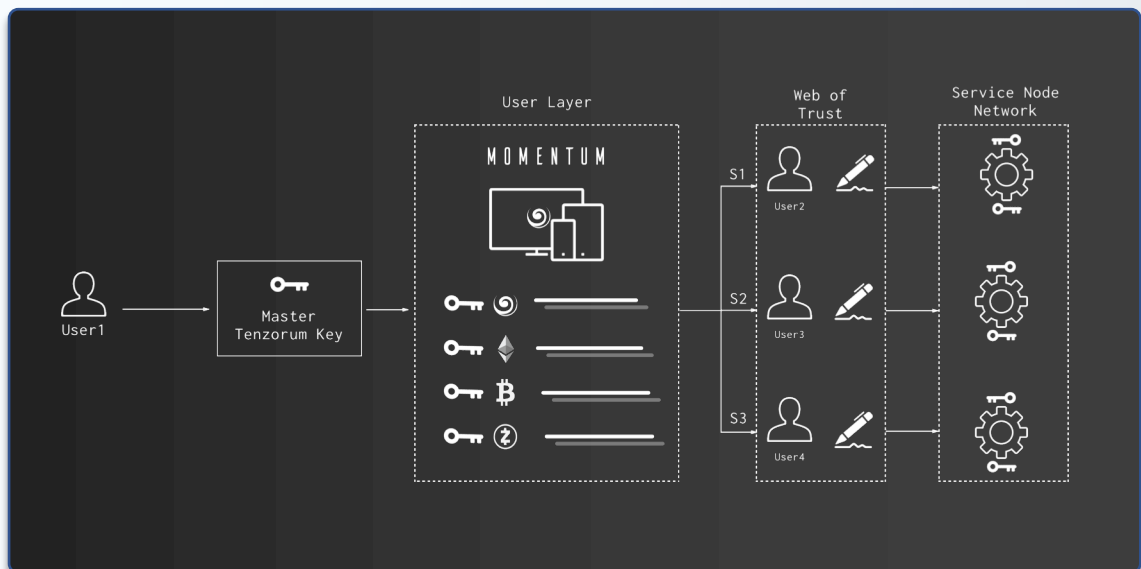 User Layer
Web of
Trust
Service Node
Network
MOMENTUM
S1
User2
User1
Master
Tenzorum Key
S2
User3
S3
User4